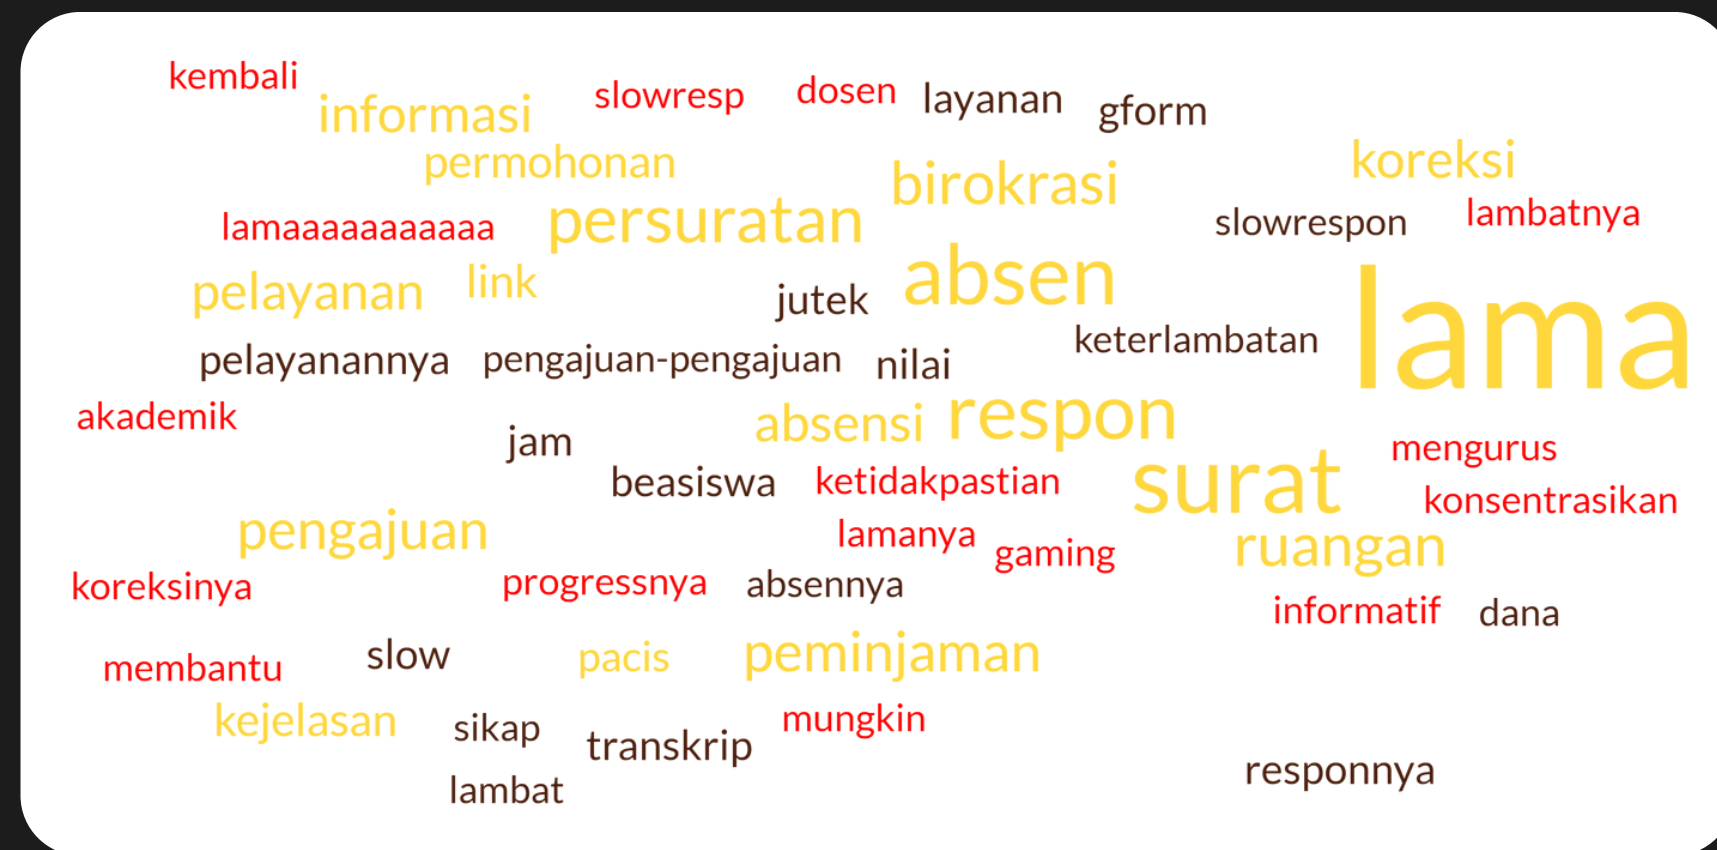 kembali
informasi
slowresp
dosen
layanan
gform
permohonan
birokrasi
koreksi
lamaaaaaaaaaaa
persuratan
slowrespon
lambatnya
pelayanan
link
jutek
absen
lama
pelayanannya
pengajuan-pengajuan
nilai
keterlambatan
akademik
jam
absensi
respon
mengurus
beasiswa
ketidakpastian
surat
konsentrasikan
pengajuan
lamanya
gaming
ruangan
koreksinya
progressnya
absennya
informatif
dana
membantu
slow
pacis
peminjaman
kejelasan
sikap
transkrip
mungkin
lambat
responnya